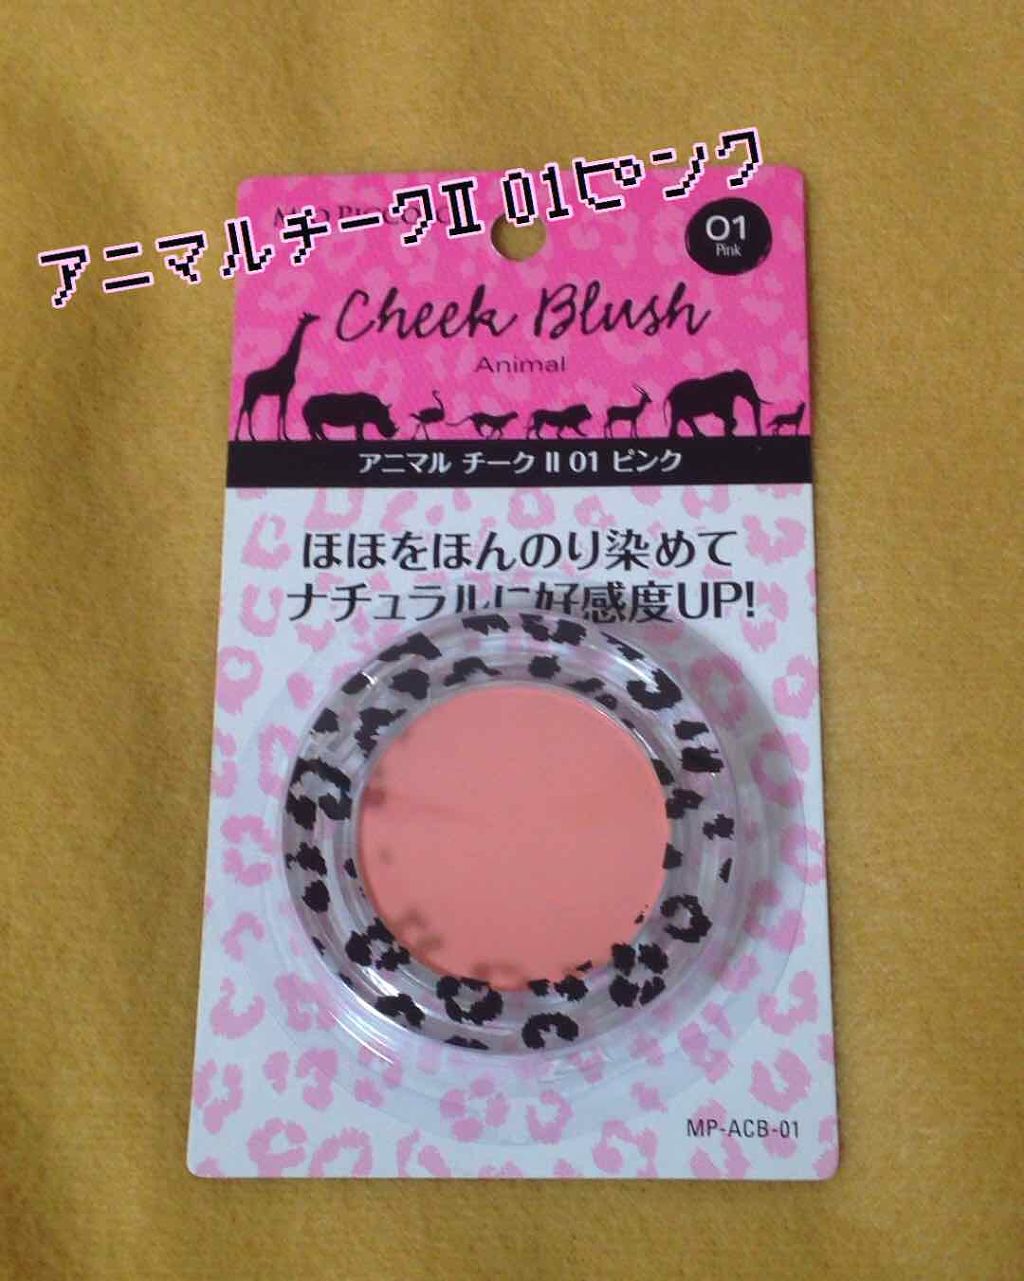 アニマルチークⅡ 01ピンク
01
Pink
Cheek Blush
Animal
アニマル チーク II 01 ピンク
ほほをほんのり染めて
ナチュラルに好感度UP!
MP-ACB-01